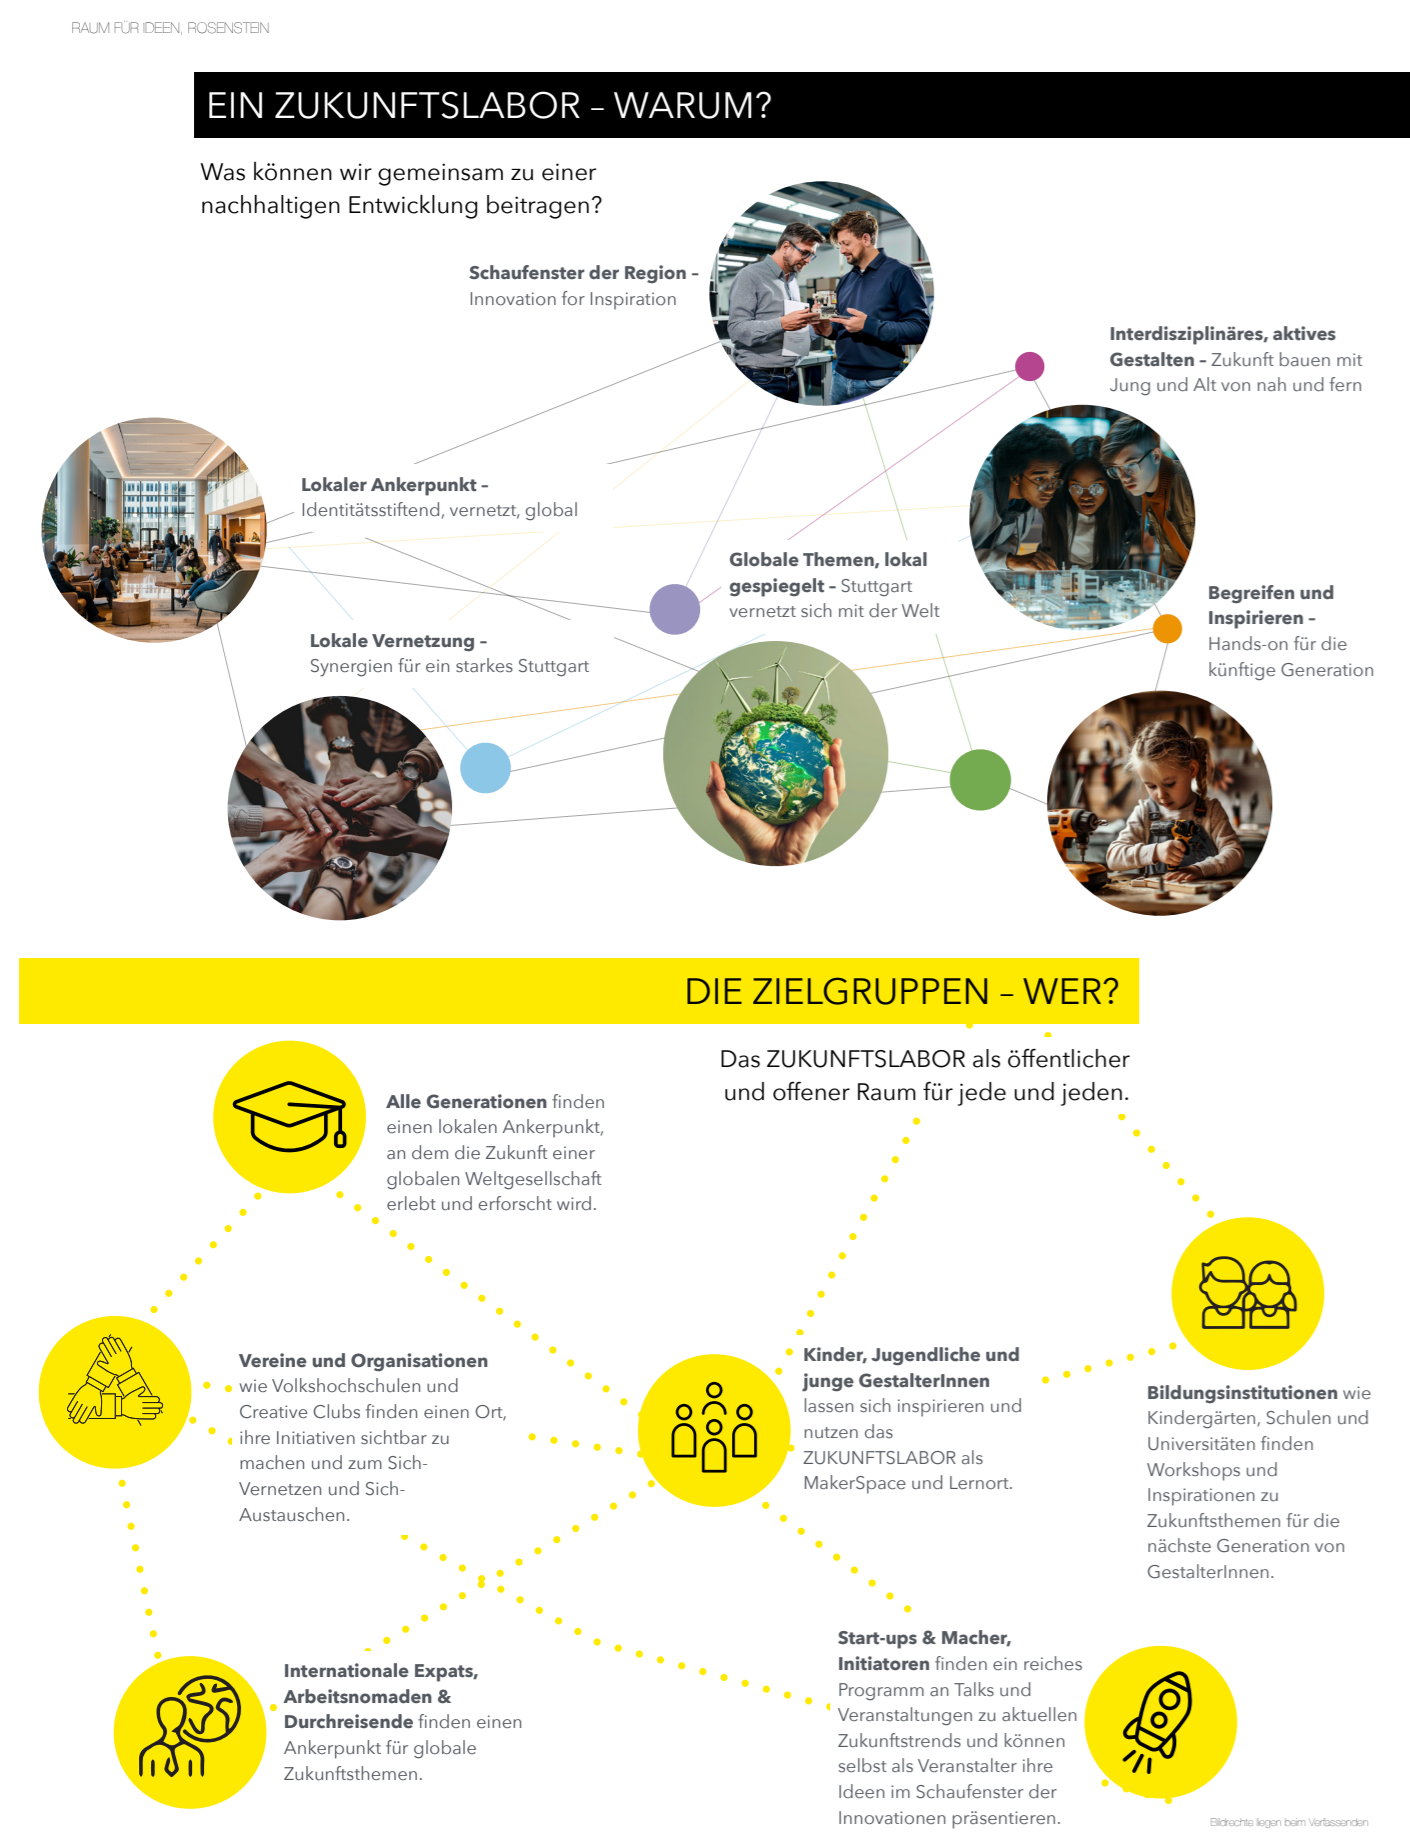 RAUM FÜR IDEEN, ROSENSTEIN
EIN ZUKUNFTSLABOR – WARUM?
Was können wir gemeinsam zu einer
nachhaltigen Entwicklung beitragen?
Schaufenster der Region –
Innovation for Inspiration
Interdisziplinäres, aktives
Gestalten – Zukunft bauen mit
Jung und Alt von nah und fern
Lokaler Ankerpunkt –
Identitätsstiftend, vernetzt, global
Globale Themen, lokal
gespiegelt – Stuttgart
vernetzt sich mit der Welt
Begreifen und
Inspirieren –
Hands-on für die
künftige Generation
Lokale Vernetzung –
Synergien für ein starkes Stuttgart
DIE ZIELGRUPPEN – WER?
Das ZUKUNFTSLABOR als öffentlicher
und offener Raum für jede und jeden.
Alle Generationen finden
einen lokalen Ankerpunkt,
an dem die Zukunft einer
globalen Weltgesellschaft
erlebt und erforscht wird.
Vereine und Organisationen
wie Volkshochschulen und
Creative Clubs finden einen Ort,
ihre Initiativen sichtbar zu
machen und zum Sich-
Vernetzen und Sich-
Austauschen.
Kinder, Jugendliche und
junge GestalterInnen
lassen sich inspirieren und
nutzen das
ZUKUNFTSLABOR als
MakerSpace und Lernort.
Bildungsinstitutionen wie
Kindergärten, Schulen und
Universitäten finden
Workshops und
Inspirationen zu
Zukunftsthemen für die
nächste Generation von
GestalterInnen.
Internationale Expats,
Arbeitsnomaden &
Durchreisende finden einen
Ankerpunkt für globale
Zukunftsthemen.
Start-ups & Macher,
Initiatoren finden ein reiches
Programm an Talks und
Veranstaltungen zu aktuellen
Zukunftstrends und können
selbst als Veranstalter ihre
Ideen im Schaufenster der
Innovationen präsentieren.
Bildrechte liegen beim Verfassenden